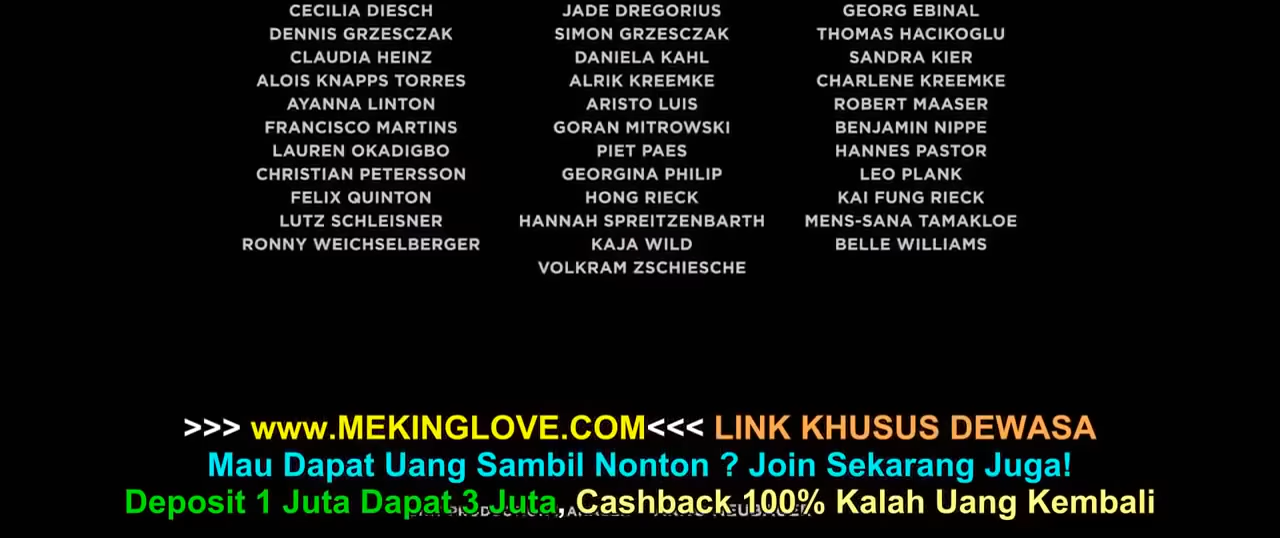 CECILIA DIESCH JADE DREGORIUS GEORG EBINAL
DENNIS GRZESCZAK SIMON GRZESCZAK THOMAS HACIKOGLU
CLAUDIA HEINZ DANIELA KAHL SANDRA KIER
ALOIS KNAPPS TORRES ALRIK KREEMKE CHARLENE KREEMKE
AYANNA LINTON ARISTO LUIS ROBERT MAASER
FRANCISCO MARTINS GORAN MITROWSKI BENJAMIN NIPPE
LAUREN OKADIGBO PIET PAES HANNES PASTOR
CHRISTIAN PETERSSON GEORGINA PHILIP LEO PLANK
FELIX QUINTON HONG RIECK KAI FUNG RIECK
LUTZ SCHLEISNER HANNAH SPREITZENBARTH MENS-SANA TAMAKLOE
RONNY WEICHSELBERGER KAJA WILD BELLE WILLIAMS
VOLKRAM ZSCHIESCHE
>>> www.MEKINGLOVE.COM<<< LINK KHUSUS DEWASA
Mau Dapat Uang Sambil Nonton ? Join Sekarang Juga!
Deposit 1 Juta Dapat 3 Juta, Cashback 100% Kalah Uang Kembali